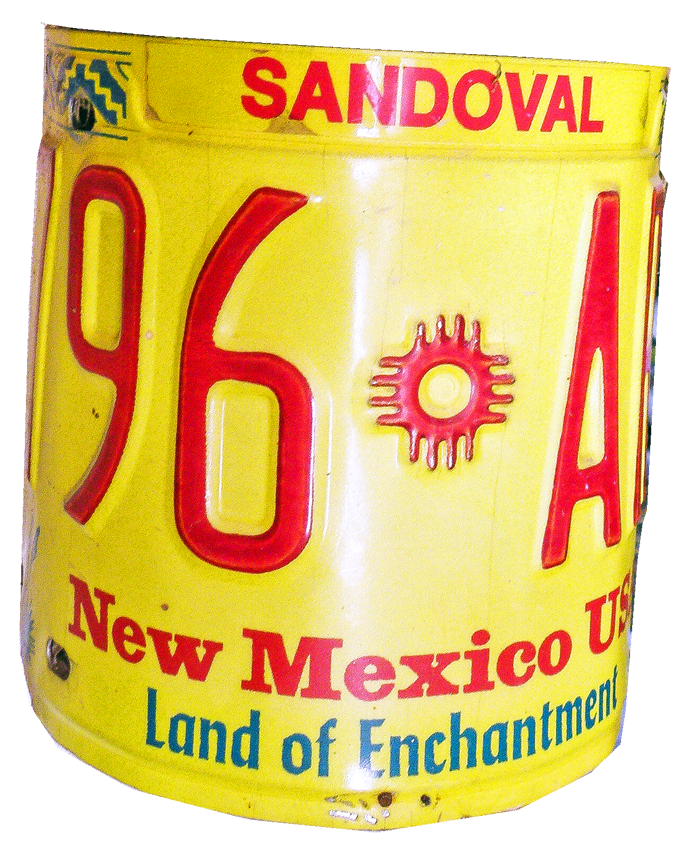 SANDOVAL
96 A
New Mexico US
Land of Enchantment